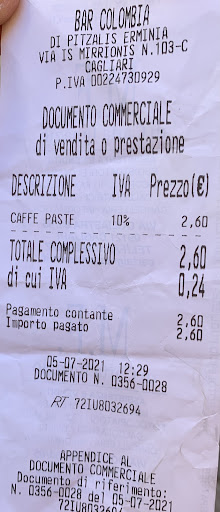 BAR COLOMBIA
DI PITZALIS ERMINIA
VIA IS MIRRIONIS N.103-C
CAGLIARI
P.IVA 00224730929
DOCUMENTO COMMERCIALE
di vendita o prestazione
DESCRIZIONE IVA Prezzo(€)
CAFFE PASTE 10% 2,60
TOTALE COMPLESSIVO 2,60
di cui IVA 0,24
Pagamento contante 2,60
Importo pagato 2,60
05-07-2021 12:29
DOCUMENTO N. 0356-0028
RT 72IU8032694
APPENDICE AL
DOCUMENTO COMMERCIALE
Documento di riferimento:
N. 0356-0028 del 05-07-2021
72IU8032694